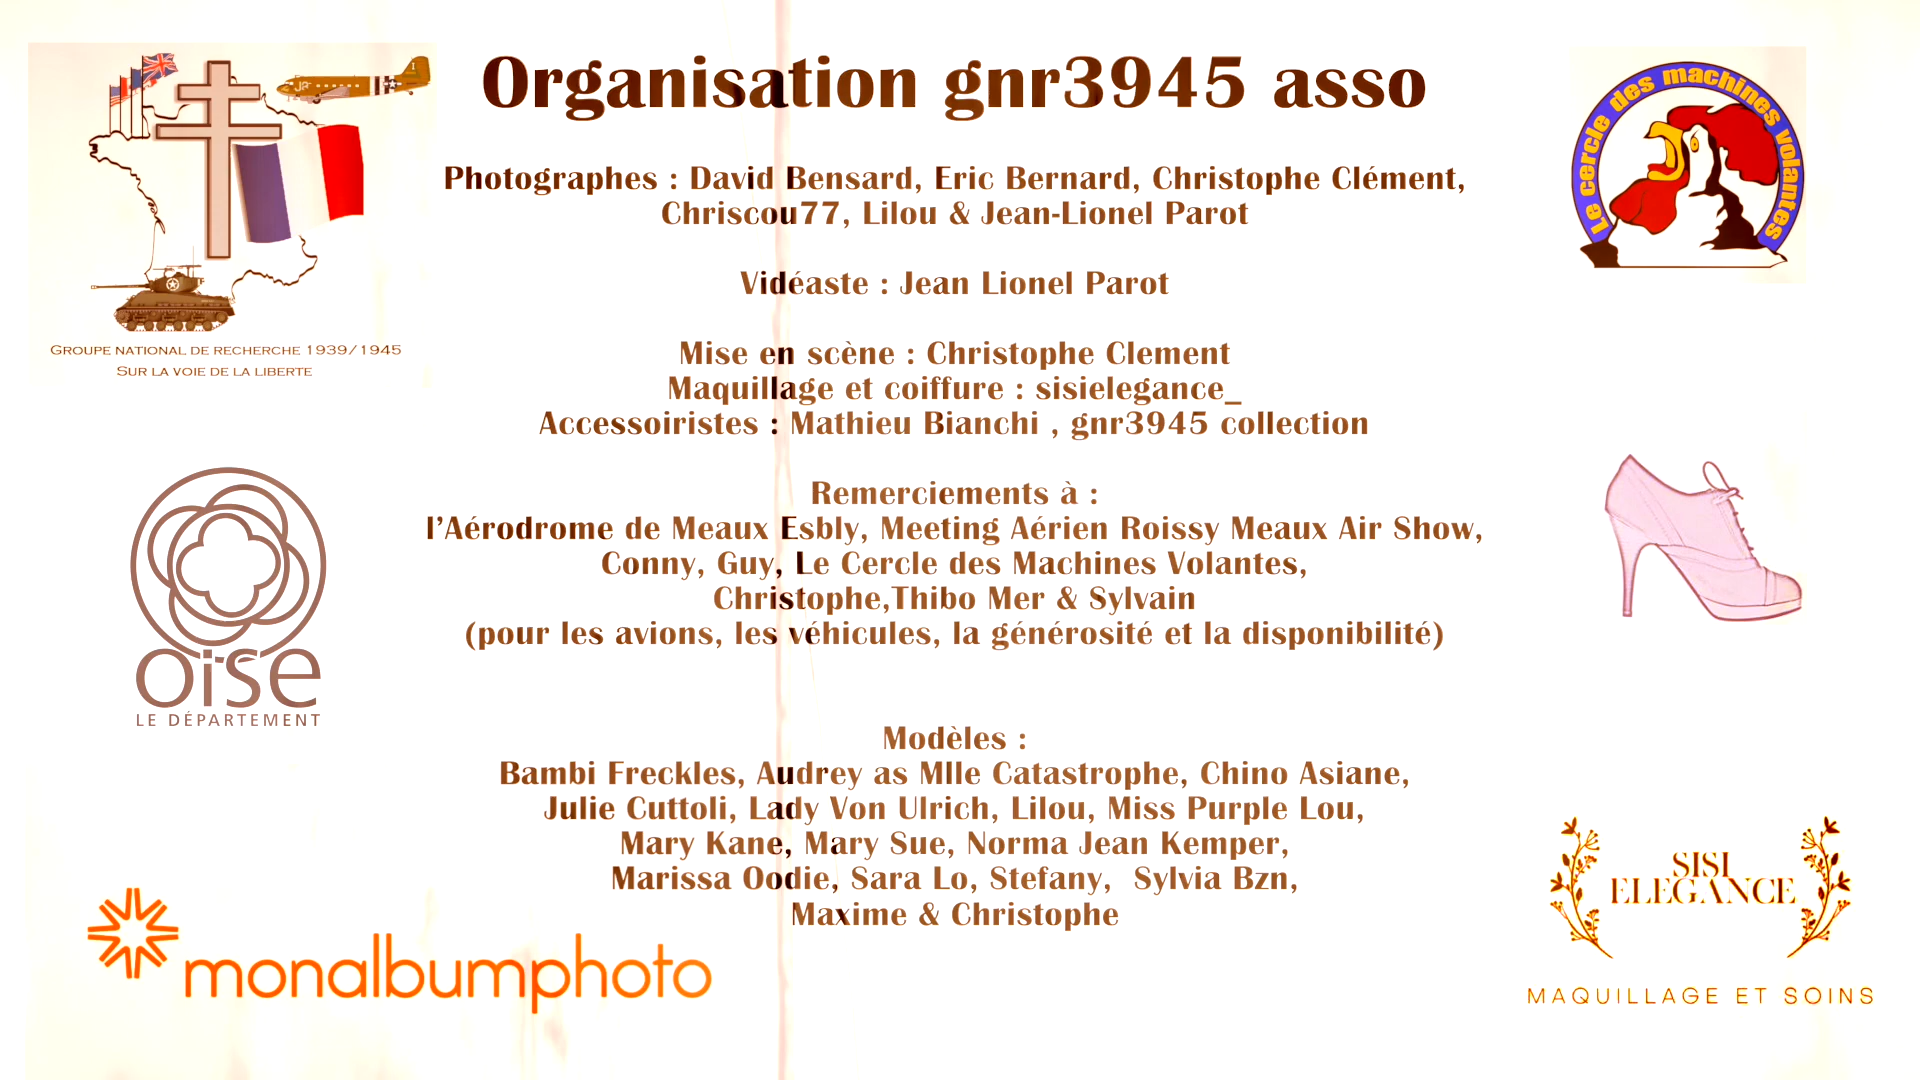 Organisation gnr3945 asso
Photographes : David Bensard, Eric Bernard, Christophe Clément,
Chriscou77, Lilou & Jean-Lionel Parot
Vidéaste : Jean Lionel Parot
Mise en scène : Christophe Clement
Maquillage et coiffure : sisielegance_
Accessoiristes : Mathieu Bianchi , gnr3945 collection
Remerciements à :
l’Aérodrome de Meaux Esbly, Meeting Aérien Roissy Meaux Air Show,
Conny, Guy, Le Cercle des Machines Volantes,
Christophe,Thibo Mer & Sylvain
(pour les avions, les véhicules, la générosité et la disponibilité)
Modèles :
Bambi Freckles, Audrey as Mlle Catastrophe, Chino Asiane,
Julie Cuttoli, Lady Von Ulrich, Lilou, Miss Purple Lou,
Mary Kane, Mary Sue, Norma Jean Kemper,
Marissa Oodie, Sara Lo, Stefany, Sylvia Bzn,
Maxime & Christophe
GROUPE NATIONAL DE RECHERCHE 1939/1945
SUR LA VOIE DE LA LIBERTE
oise
LE DÉPARTEMENT
monalbumphoto
Le cercle des machines volantes
SISI
ELEGANCE
MAQUILLAGE ET SOINS